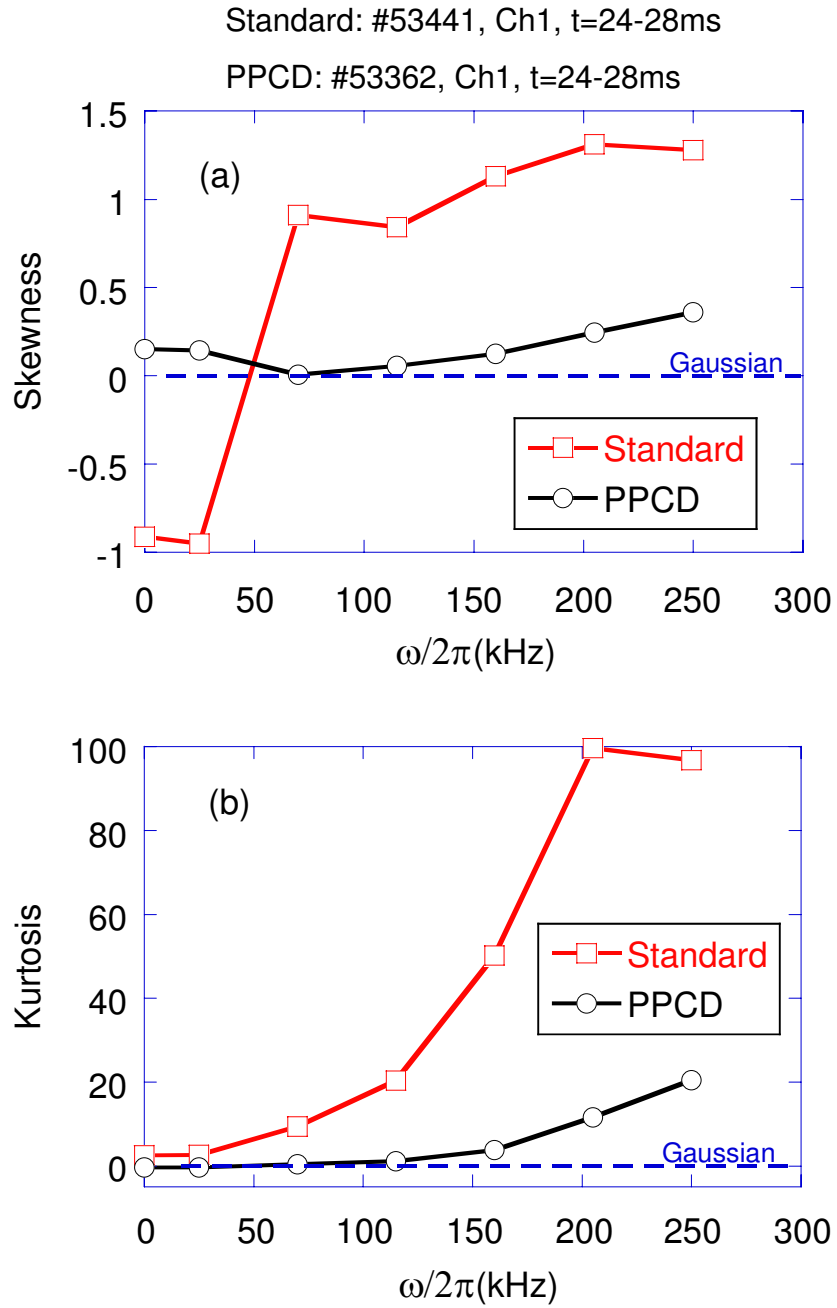 Standard: #53441, Ch1, t=24-28ms
PPCD: #53362, Ch1, t=24-28ms
1.5
(a)
1
Skewness
0.5
Gaussian
0
Standard
-0.5
PPCD
-1
0 50 100 150 200 250 300
ω/2π(kHz)
100
(b)
80
60
Kurtosis
Standard
40
PPCD
20
Gaussian
0
0 50 100 150 200 250 300
ω/2π(kHz)